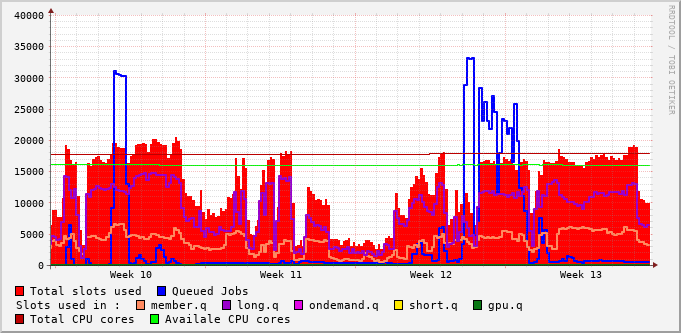 40000
35000
30000
25000
20000
15000
10000
5000
0
Week 10 Week 11 Week 12 Week 13
RRDTOOL / TOBI OETIKER
Total slots used Queued Jobs
Slots used in : member.q long.q ondemand.q short.q gpu.q
Total CPU cores Availale CPU cores